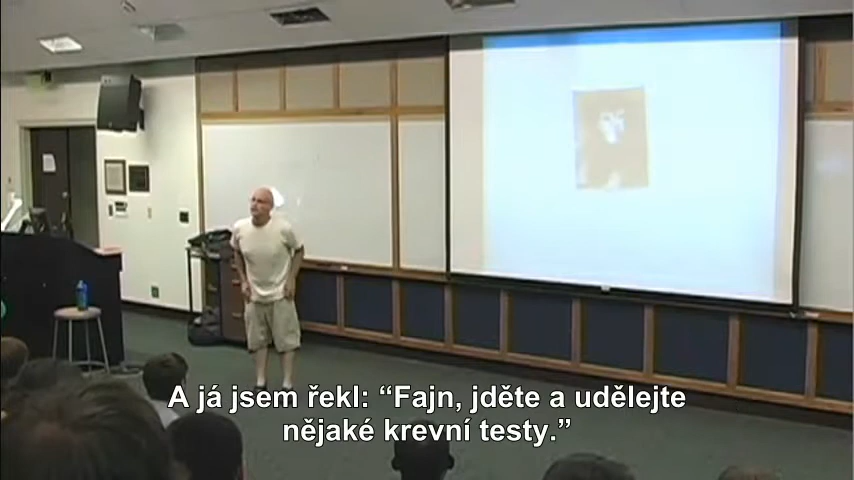 A já jsem řekl: “Fajn, jděte a udělejte
nějaké krevní testy.”